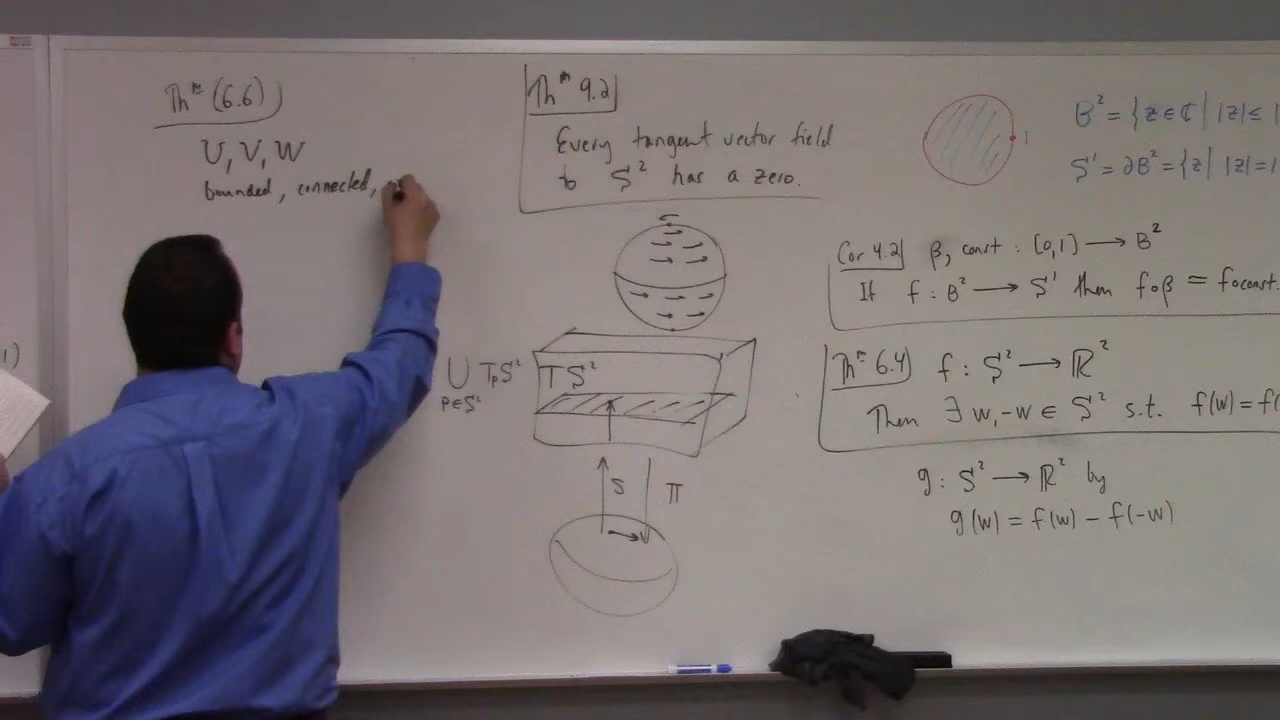 1)
Thᵐ (6.6)
U, V, W
bounded, connected,
Thᵐ 9.2
Every tangent vector field
to S² has a zero.
∪ TₚS²
p∈S²
TS²
S
π
1
B² = {z ∈ ℂ | |z| ≤ 1
S¹ = ∂B² = {z | |z| = 1
Cor 4.2 β, const : [0,1] ⟶ B²
If f : B² ⟶ S¹ then f∘β ≃ f∘const.
Thᵐ 6.4 f : S² ⟶ ℝ²
Then ∃ w, -w ∈ S² s.t. f(w) = f(
g : S² ⟶ ℝ² by
g(w) = f(w) - f(-w)